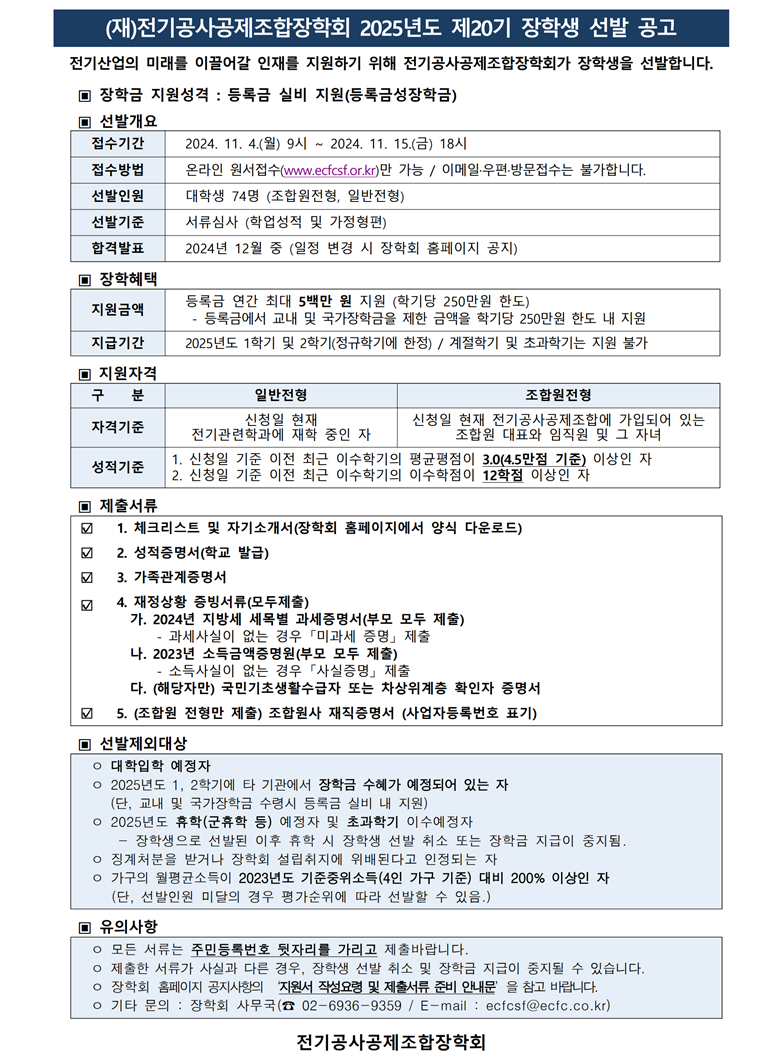 (재)전기공사공제조합장학회 2025년도 제20기 장학생 선발 공고
전기산업의 미래를 이끌어갈 인재를 지원하기 위해 전기공사공제조합장학회가 장학생을 선발합니다.
▣ 장학금 지원성격 : 등록금 실비 지원(등록금성장학금)
▣ 선발개요
접수기간 2024. 11. 4.(월) 9시 ~ 2024. 11. 15.(금) 18시
접수방법 온라인 원서접수(www.ecfcsf.or.kr)만 가능 / 이메일·우편·방문접수는 불가합니다.
선발인원 대학생 74명 (조합원전형, 일반전형)
선발기준 서류심사 (학업성적 및 가정형편)
합격발표 2024년 12월 중 (일정 변경 시 장학회 홈페이지 공지)
▣ 장학혜택
지원금액 등록금 연간 최대 5백만 원 지원 (학기당 250만원 한도)
- 등록금에서 교내 및 국가장학금을 제한 금액을 학기당 250만원 한도 내 지원
지급기간 2025년도 1학기 및 2학기(정규학기에 한정) / 계절학기 및 초과학기는 지원 불가
▣ 지원자격
구 분 일반전형 조합원전형
자격기준 신청일 현재 전기관련학과에 재학 중인 자
신청일 현재 전기공사공제조합에 가입되어 있는 조합원 대표와 임직원 및 그 자녀
성적기준 1. 신청일 기준 이전 최근 이수학기의 평균평점이 3.0(4.5만점 기준) 이상인 자
2. 신청일 기준 이전 최근 이수학기의 이수학점이 12학점 이상인 자
▣ 제출서류
☑ 1. 체크리스트 및 자기소개서(장학회 홈페이지에서 양식 다운로드)
☑ 2. 성적증명서(학교 발급)
☑ 3. 가족관계증명서
☑ 4. 재정상황 증빙서류(모두제출)
가. 2024년 지방세 세목별 과세증명서(부모 모두 제출)
- 과세사실이 없는 경우「미과세 증명」제출
나. 2023년 소득금액증명원(부모 모두 제출)
- 소득사실이 없는 경우「사실증명」제출
다. (해당자만) 국민기초생활수급자 또는 차상위계층 확인자 증명서
☑ 5. (조합원 전형만 제출) 조합원사 재직증명서 (사업자등록번호 표기)
▣ 선발제외대상
○ 대학입학 예정자
○ 2025년도 1, 2학기에 타 기관에서 장학금 수혜가 예정되어 있는 자
(단, 교내 및 국가장학금 수령시 등록금 실비 내 지원)
○ 2025년도 휴학(군휴학 등) 예정자 및 초과학기 이수예정자
- 장학생으로 선발된 이후 휴학 시 장학생 선발 취소 또는 장학금 지급이 중지됨.
○ 징계처분을 받거나 장학회 설립취지에 위배된다고 인정되는 자
○ 가구의 월평균소득이 2023년도 기준중위소득(4인 가구 기준) 대비 200% 이상인 자
(단, 선발인원 미달의 경우 평가순위에 따라 선발할 수 있음.)
▣ 유의사항
○ 모든 서류는 주민등록번호 뒷자리를 가리고 제출바랍니다.
○ 제출한 서류가 사실과 다른 경우, 장학생 선발 취소 및 장학금 지급이 중지될 수 있습니다.
○ 장학회 홈페이지 공지사항의 '지원서 작성요령 및 제출서류 준비 안내문' 을 참고 바랍니다.
○ 기타 문의 : 장학회 사무국(☎ 02-6936-9359 / E-mail : ecfcsf@ecfc.co.kr)
전기공사공제조합장학회